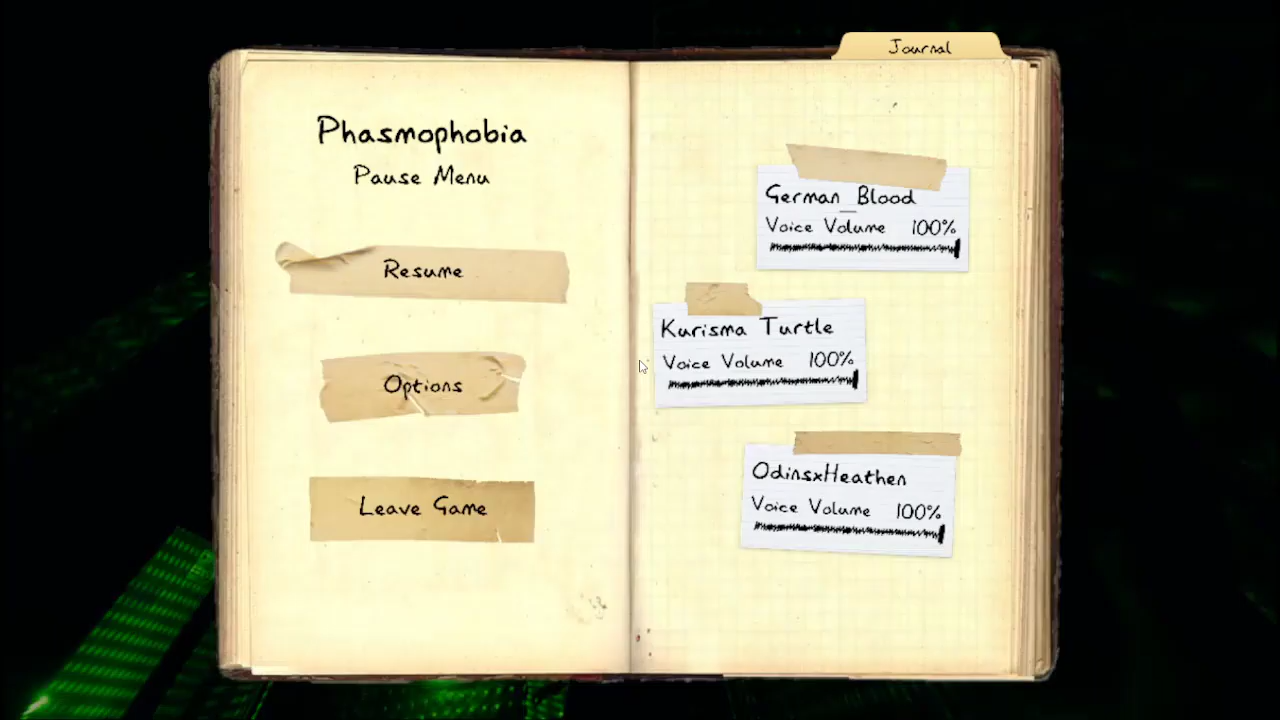 Journal
Phasmophobia
Pause Menu
Resume
Options
Leave Game
German_Blood
Voice Volume 100%
Kurisma Turtle
Voice Volume 100%
OdinsxHeathen
Voice Volume 100%